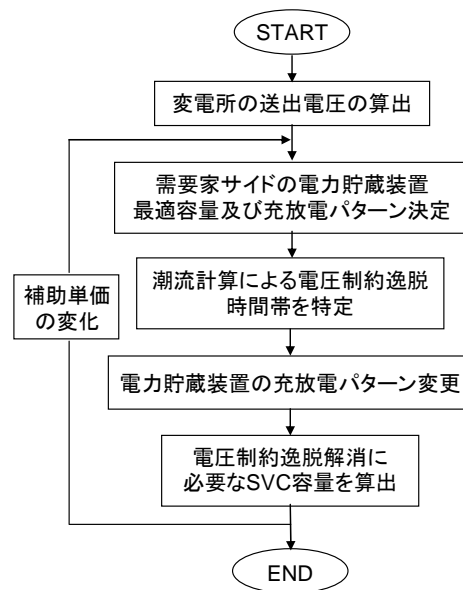 START
変電所の送出電圧の算出
需要家サイドの電力貯蔵装置
最適容量及び充放電パターン決定
潮流計算による電圧制約逸脱
時間帯を特定
補助単価
の変化
電力貯蔵装置の充放電パターン変更
電圧制約逸脱解消に
必要なSVC容量を算出
END